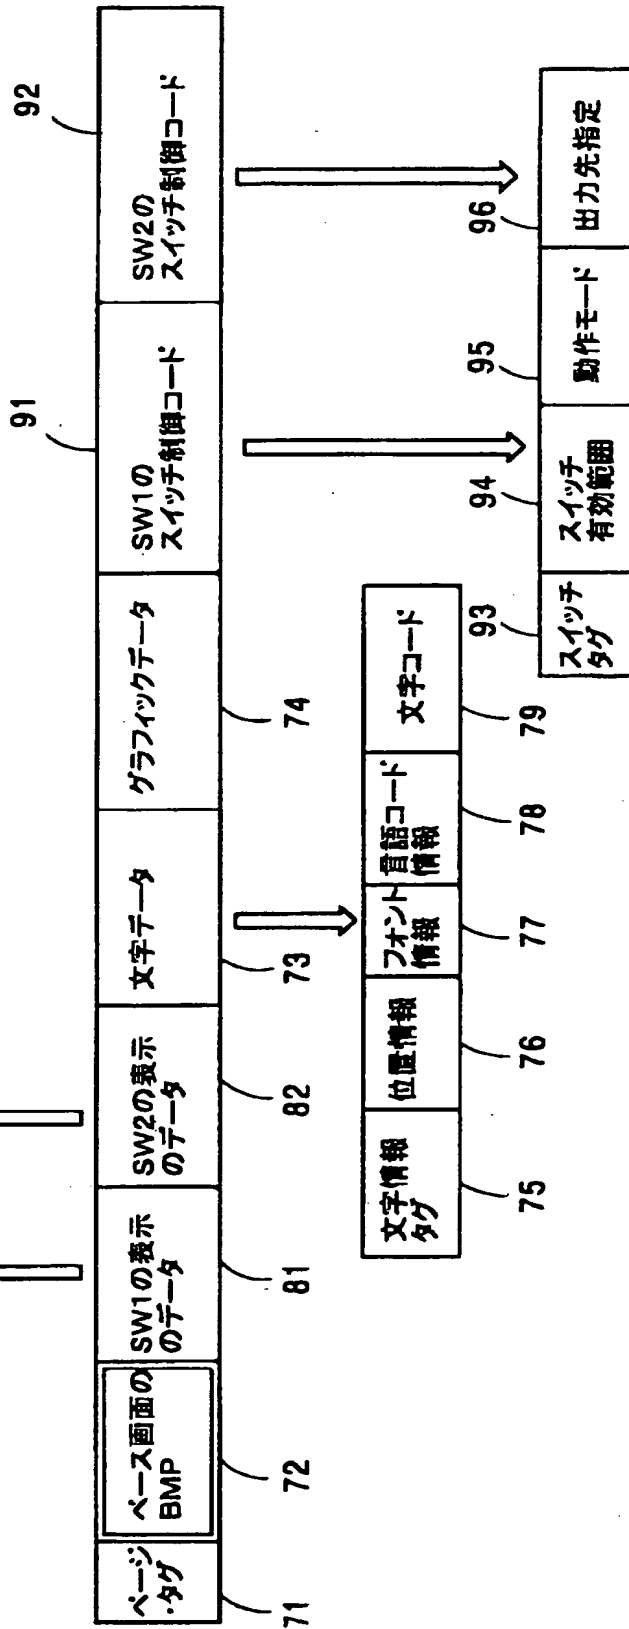 91
92
ページ
・タグ
ベース画面の
BMP
SW1の表示
のデータ
SW2の表示
のデータ
文字データ
グラフィックデータ
SW1の
スイッチ制御コード
SW2の
スイッチ制御コード
71
72
81
82
73
74
文字情報
タグ
位置情報
フォント
情報
言語コード
情報
文字コード
75
76
77
78
79
93
94
95
96
スイッチ
タグ
スイッチ
有効範囲
動作モード
出力先指定